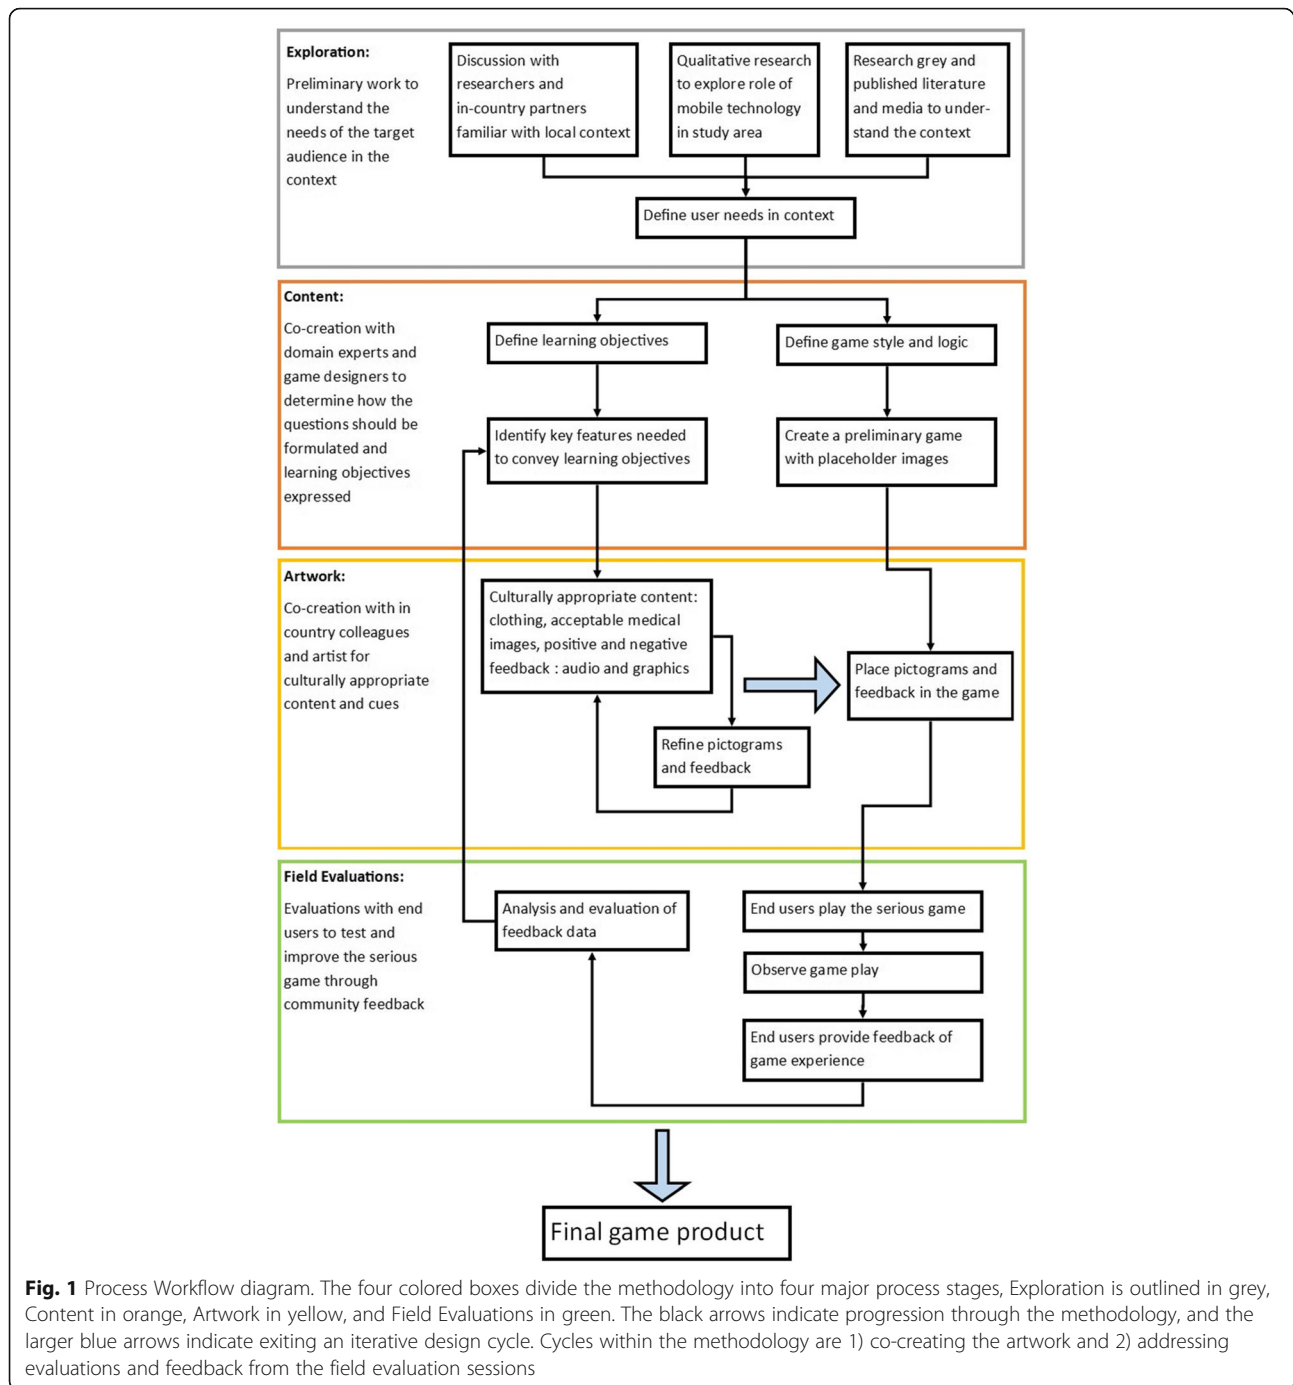 Exploration:
Preliminary work to
understand the
needs of the target
audience in the
context
Discussion with
researchers and
in-country partners
familiar with local context
Qualitative research
to explore role of
mobile technology
in study area
Research grey and
published literature
and media to under-
stand the context
Define user needs in context
Content:
Co-creation with
domain experts and
game designers to
determine how the
questions should be
formulated and
learning objectives
expressed
Define learning objectives
Define game style and logic
Identify key features needed
to convey learning objectives
Create a preliminary game
with placeholder images
Artwork:
Co-creation with in
country colleagues
and artist for
culturally appropriate
content and cues
Culturally appropriate content:
clothing, acceptable medical
images, positive and negative
feedback : audio and graphics
Place pictograms and
feedback in the game
Refine pictograms
and feedback
Field Evaluations:
Evaluations with end
users to test and
improve the serious
game through
community feedback
Analysis and evaluation of
feedback data
End users play the serious game
Observe game play
End users provide feedback of
game experience
Final game product
Fig. 1 Process Workflow diagram. The four colored boxes divide the methodology into four major process stages, Exploration is outlined in grey,
Content in orange, Artwork in yellow, and Field Evaluations in green. The black arrows indicate progression through the methodology, and the
larger blue arrows indicate exiting an iterative design cycle. Cycles within the methodology are 1) co-creating the artwork and 2) addressing
evaluations and feedback from the field evaluation sessions